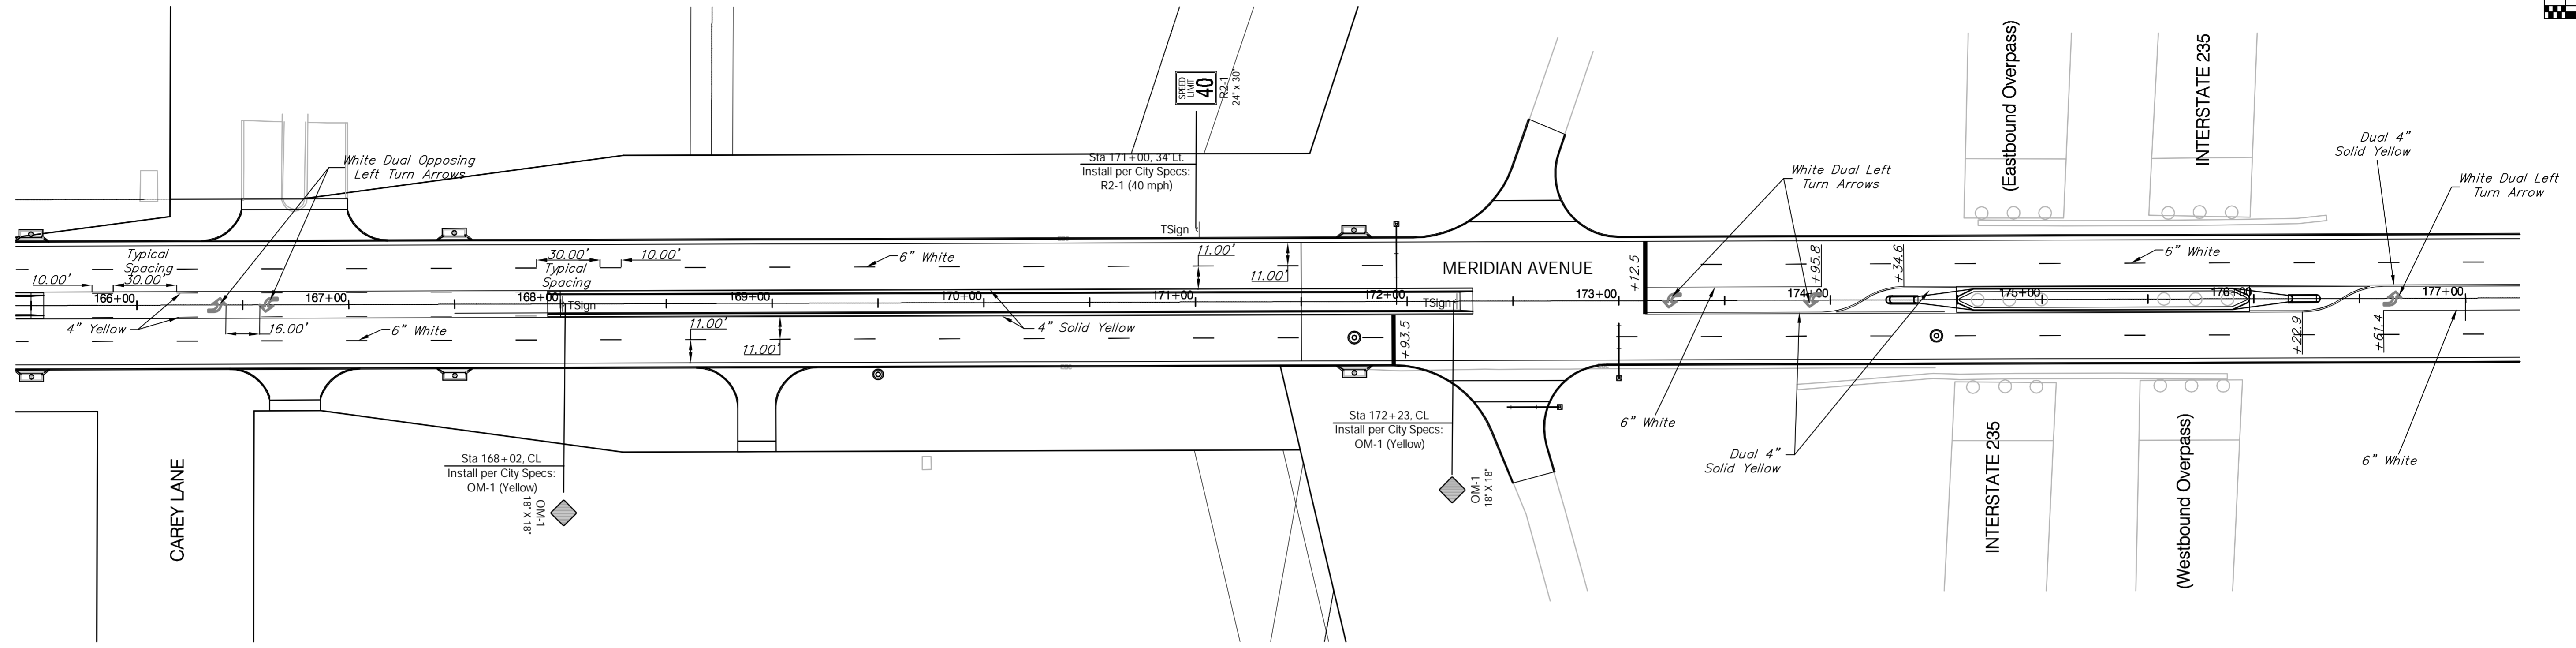 White Dual Opposing
Left Turn Arrows
Typical
Spacing
10.00'
30.00'
166+00
167+00
4" Yellow
16.00'
6" White
CAREY LANE
30.00'
10.00'
Typical
Spacing
168+00
TSign
169+00
170+00
171+00
172+00
TSign
6" White
11.00'
11.00'
4" Solid Yellow
11.00'
11.00'
Sta 168+02, CL
Install per City Specs:
OM-1 (Yellow)
OM-1
18" X 18"
SPEED
LIMIT
40
R2-1
24" x 30"
Sta 171+00, 34' Lt.
Install per City Specs:
R2-1 (40 mph)
TSign
+93.5
Sta 172+23, CL
Install per City Specs:
OM-1 (Yellow)
OM-1
18" X 18"
MERIDIAN AVENUE
173+00
+12.5
White Dual Left
Turn Arrows
174+00
+95.8
+34.6
6" White
Dual 4"
Solid Yellow
(Eastbound Overpass)
INTERSTATE 235
175+00
176+00
177+00
6" White
+22.9
+61.4
INTERSTATE 235
(Westbound Overpass)
Dual 4"
Solid Yellow
White Dual Left
Turn Arrow
6" White